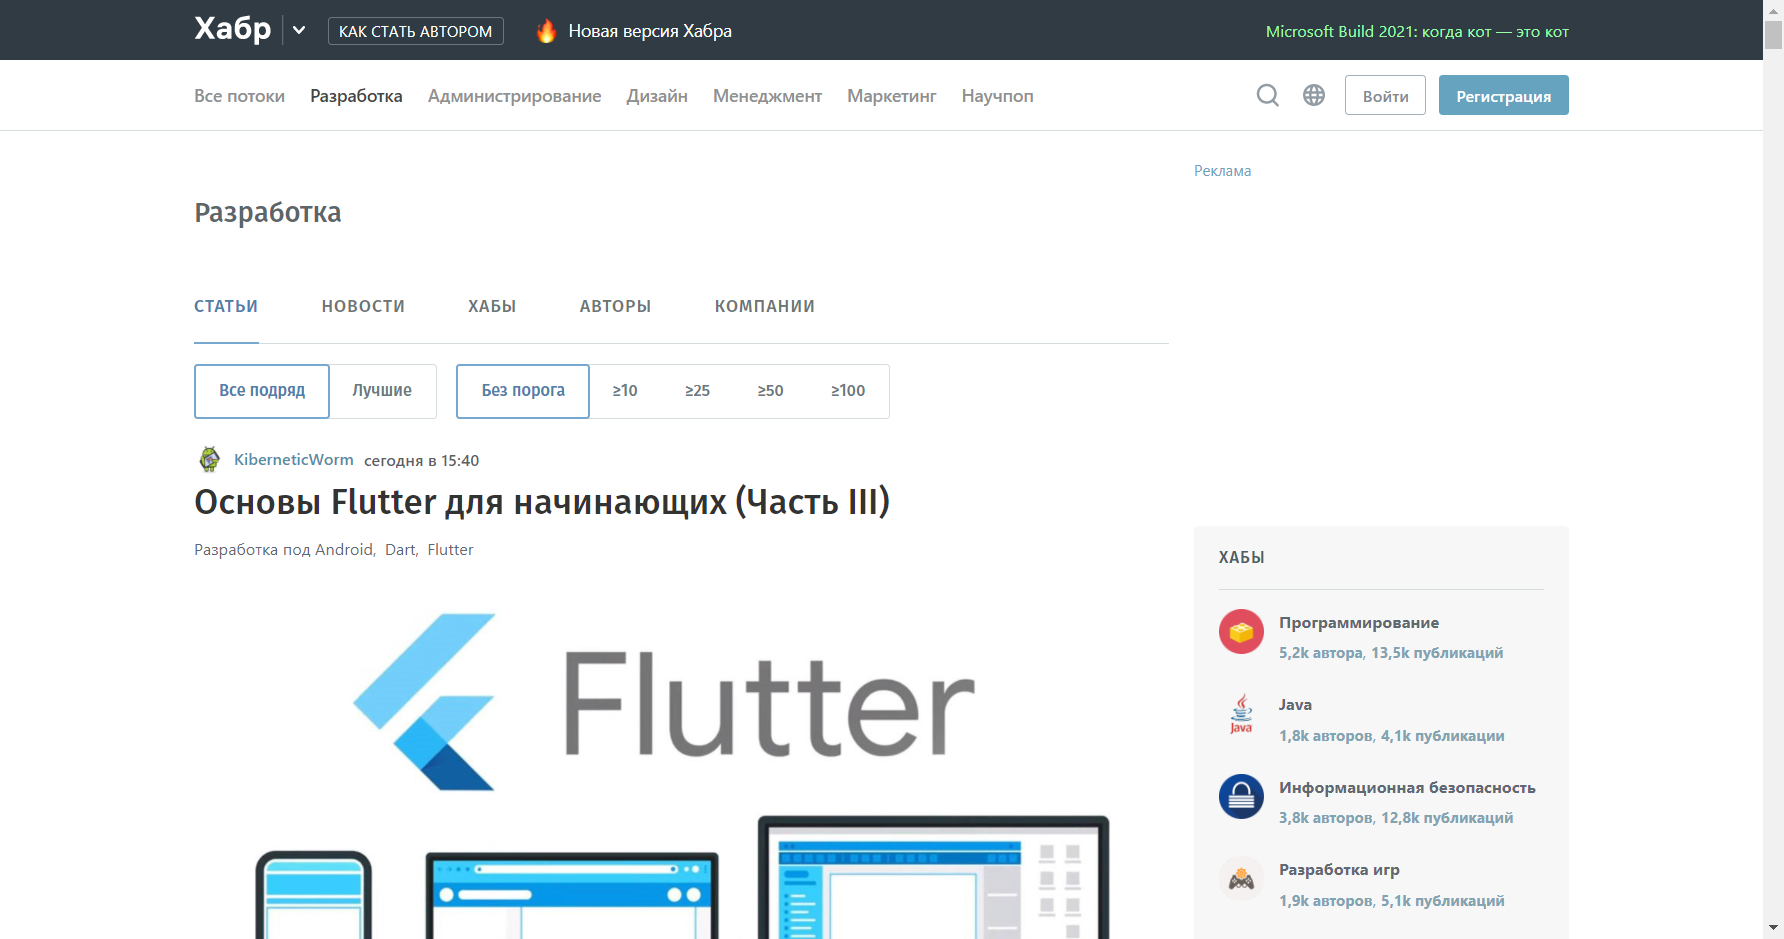 Хабр
КАК СТАТЬ АВТОРОМ
Новая версия Хабра
Microsoft Build 2021: когда кот — это кот
Все потоки Разработка Администрирование Дизайн Менеджмент Маркетинг Научпоп
Войти Регистрация
Реклама
Разработка
СТАТЬИ НОВОСТИ ХАБЫ АВТОРЫ КОМПАНИИ
Все подряд Лучшие Без порога ≥10 ≥25 ≥50 ≥100
KiberneticWorm сегодня в 15:40
Основы Flutter для начинающих (Часть III)
Разработка под Android, Dart, Flutter
Flutter
ХАБЫ
Программирование
5,2k автора, 13,5k публикаций
Java
Java
1,8k авторов, 4,1k публикации
Информационная безопасность
3,8k авторов, 12,8k публикаций
Разработка игр
1,9k авторов, 5,1k публикаций